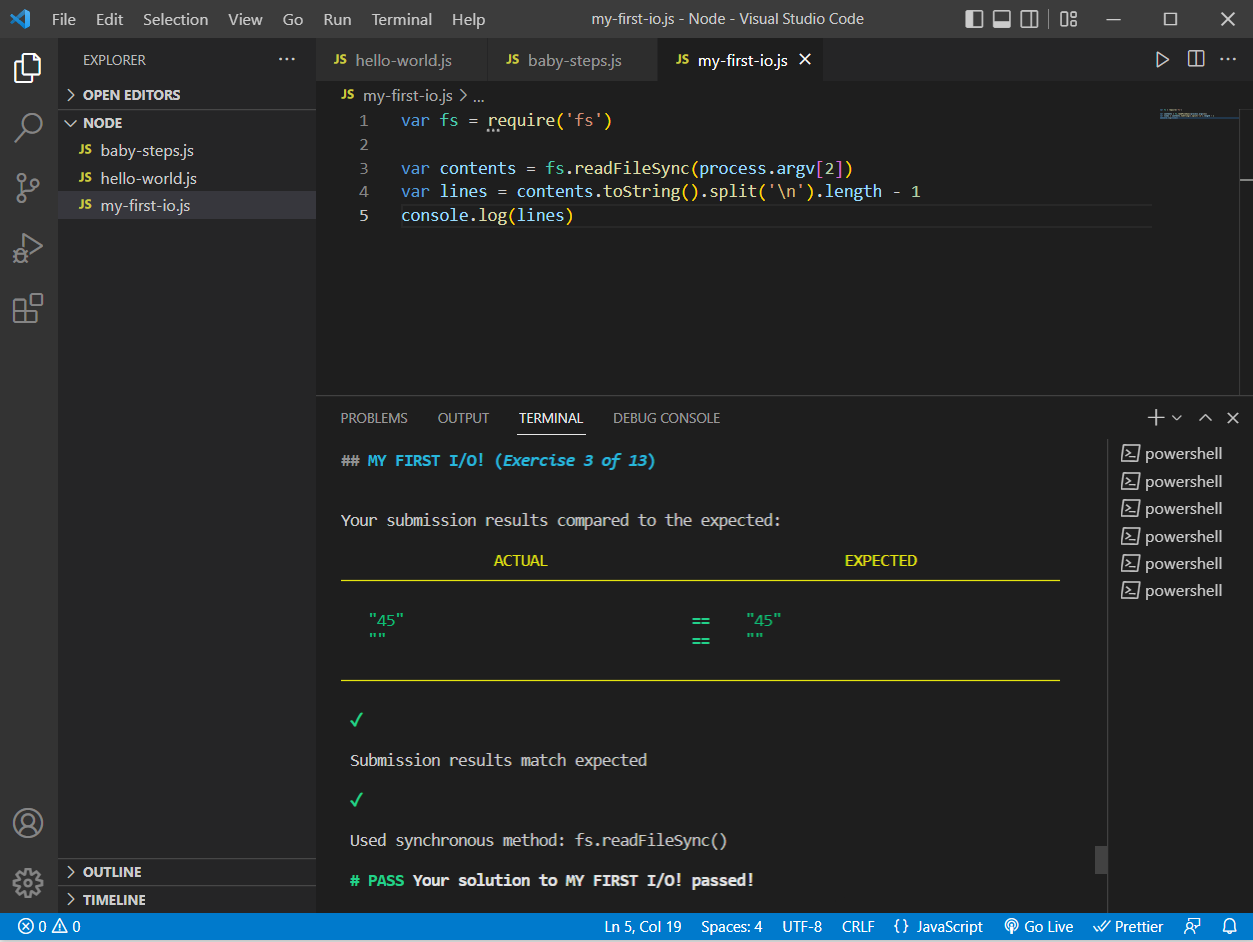 File Edit Selection View Go Run Terminal Help my-first-io.js - Node - Visual Studio Code
EXPLORER ...
OPEN EDITORS
NODE
JS baby-steps.js
JS hello-world.js
JS my-first-io.js
OUTLINE
TIMELINE
JS hello-world.js JS baby-steps.js JS my-first-io.js
JS my-first-io.js > ...
1 var fs = require('fs')
2
3 var contents = fs.readFileSync(process.argv[2])
4 var lines = contents.toString().split('\n').length - 1
5 console.log(lines)
PROBLEMS OUTPUT TERMINAL DEBUG CONSOLE
## MY FIRST I/O! (Exercise 3 of 13)
Your submission results compared to the expected:
ACTUAL EXPECTED
"45" == "45"
"" == ""
✓
Submission results match expected
✓
Used synchronous method: fs.readFileSync()
# PASS Your solution to MY FIRST I/O! passed!
powershell
powershell
powershell
powershell
powershell
powershell
0 0 Ln 5, Col 19 Spaces: 4 UTF-8 CRLF {} JavaScript Go Live Prettier